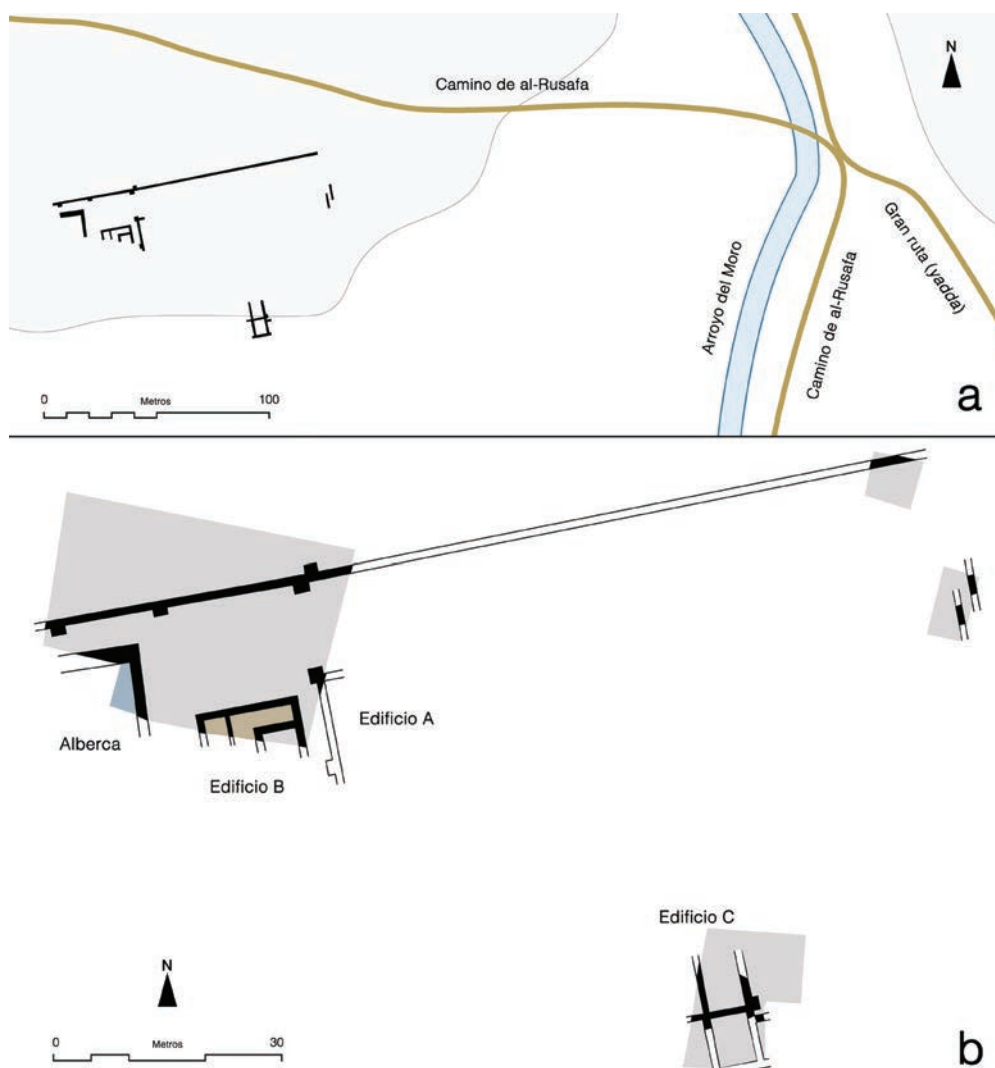 Camino de al-Rusafa
N
Arroyo del Moro
Camino de al-Rusafa
Gran ruta (yadda)
0 Metros 100
a
Alberca
Edificio B
Edificio A
Edificio C
N
0 Metros 30
b